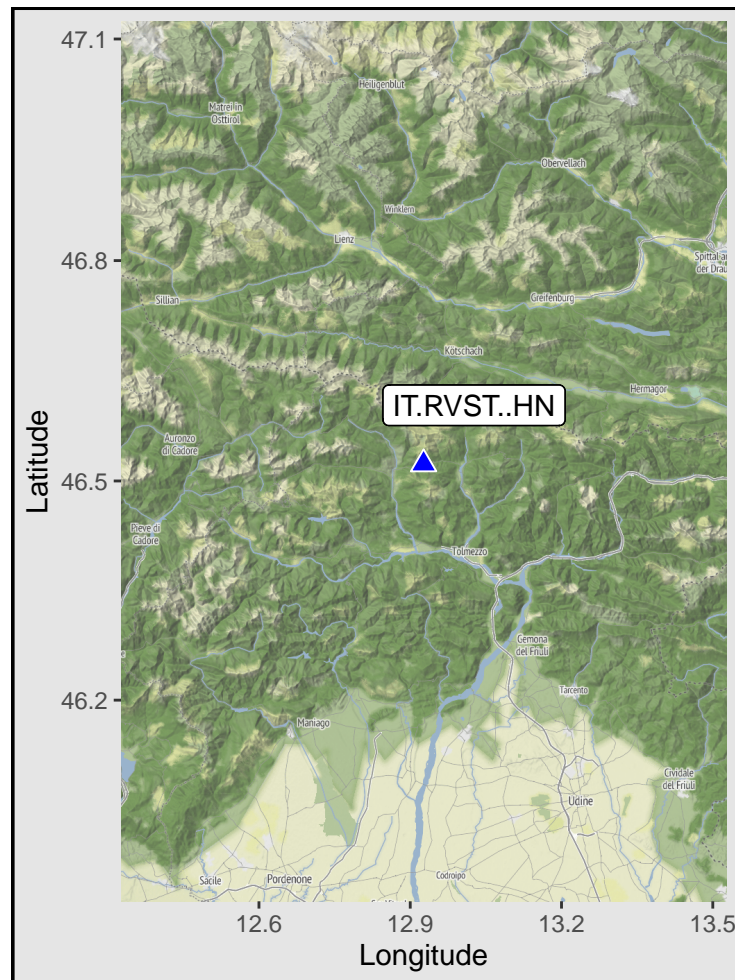 47.1
Heiligenblut
Matrei in
Osttirol
Obervellach
Winklern
Lienz
46.8
Spittal an
der Drau
Sillian
Greifenburg
Kötschach
Hermagor
IT.RVST..HN
Auronzo
di Cadore
46.5
Latitude
Pieve di
Cadore
Tolmezzo
Gemona
del Friuli
46.2
Tarcento
Maniago
Cividale
del Friuli
Udine
Sacile
Pordenone
Codroipo
12.6
12.9
13.2
13.5
Longitude